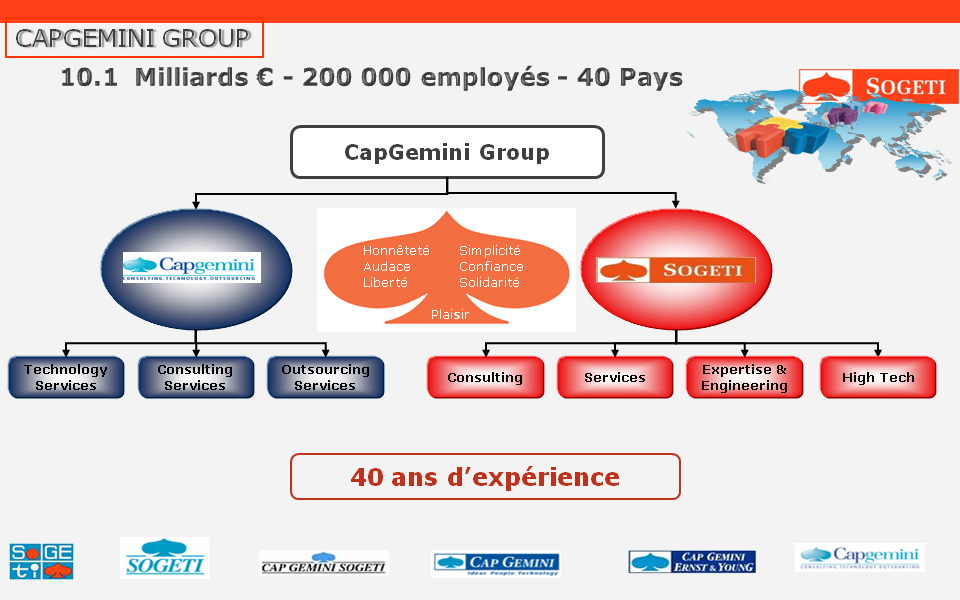 CAPGEMINI GROUP
10.1 Milliards € - 200 000 employés - 40 Pays
SOGETI
CapGemini Group
Capgemini
CONSULTING.TECHNOLOGY.OUTSOURCING
Honnêteté Simplicité
Audace Confiance
Liberté Solidarité
Plaisir
SOGETI
Technology
Services
Consulting
Services
Outsourcing
Services
Consulting
Services
Expertise &
Engineering
High Tech
40 ans d’expérience
SOGE
ti
SOGETI
CAP GEMINI SOGETI
CAP GEMINI
Ideas People Technology
CAP GEMINI
ERNST & YOUNG
Capgemini
CONSULTING.TECHNOLOGY.OUTSOURCING